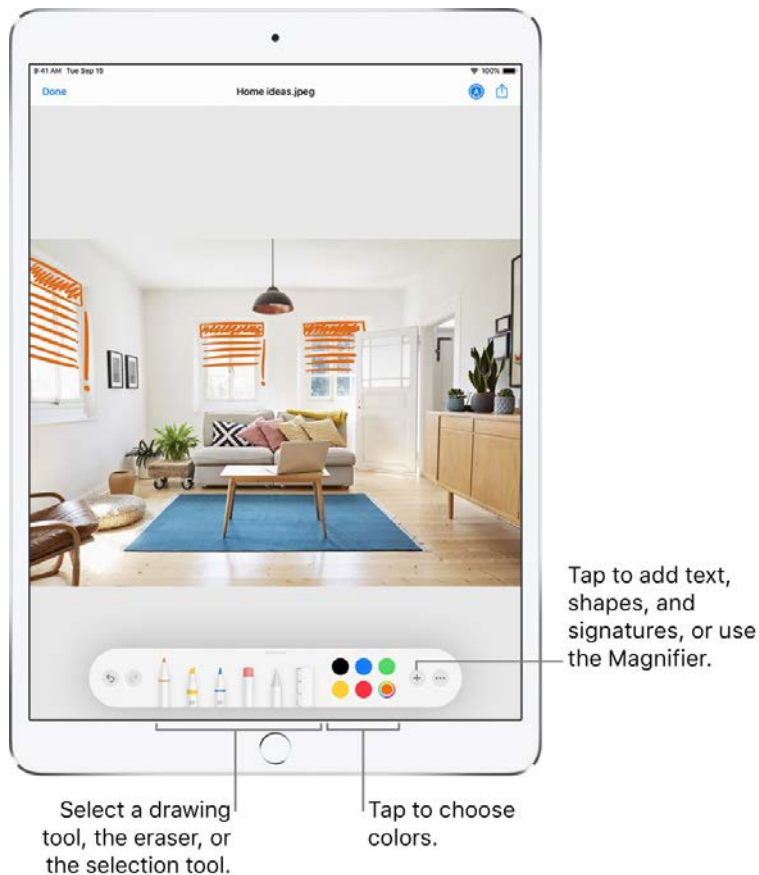 9:41 AM Tue Sep 15
100%
Done
Home ideas.jpeg
Tap to add text,
shapes, and
signatures, or use
the Magnifier.
Select a drawing
tool, the eraser, or
the selection tool.
Tap to choose
colors.